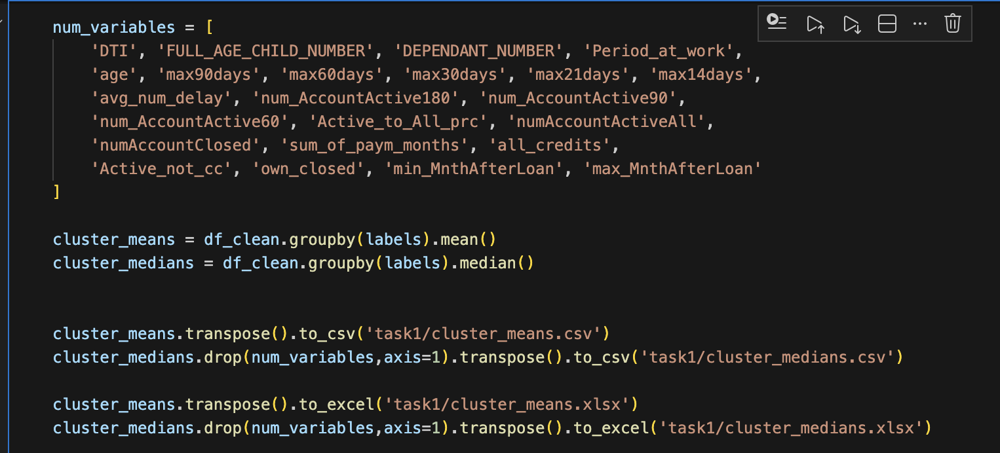 num_variables = [
    'DTI', 'FULL_AGE_CHILD_NUMBER', 'DEPENDANT_NUMBER', 'Period_at_work',
    'age', 'max90days', 'max60days', 'max30days', 'max21days', 'max14days',
    'avg_num_delay', 'num_AccountActive180', 'num_AccountActive90',
    'num_AccountActive60', 'Active_to_All_prc', 'numAccountActiveAll',
    'numAccountClosed', 'sum_of_paym_months', 'all_credits',
    'Active_not_cc', 'own_closed', 'min_MnthAfterLoan', 'max_MnthAfterLoan'
]
cluster_means = df_clean.groupby(labels).mean()
cluster_medians = df_clean.groupby(labels).median()
cluster_means.transpose().to_csv('task1/cluster_means.csv')
cluster_medians.drop(num_variables,axis=1).transpose().to_csv('task1/cluster_medians.csv')
cluster_means.transpose().to_excel('task1/cluster_means.xlsx')
cluster_medians.drop(num_variables,axis=1).transpose().to_excel('task1/cluster_medians.xlsx')